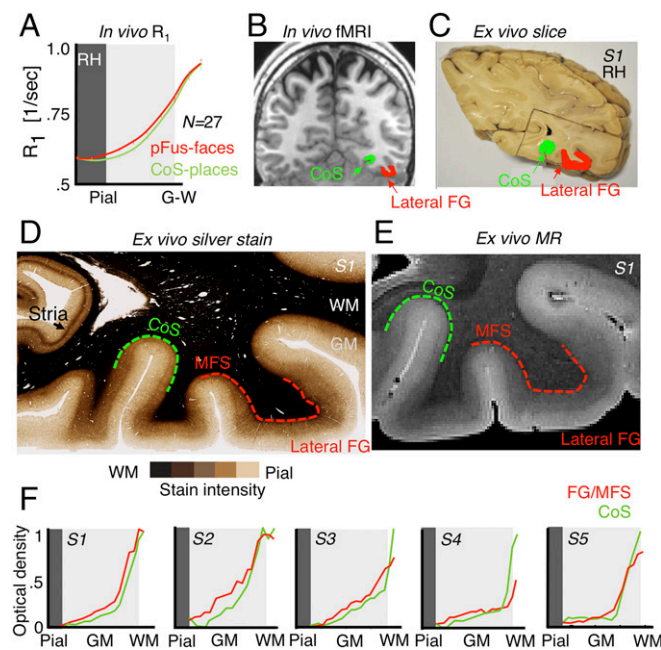 A
In vivo R₁
1.0
RH
.75
R₁ [1/sec]
N=27
pFus-faces
CoS-places
.5
Pial
G-W
B
In vivo fMRI
CoS
Lateral FG
C
Ex vivo slice
S1
RH
CoS
Lateral FG
D
Ex vivo silver stain
S1
Stria
CoS
WM
MFS
GM
Lateral FG
WM
Pial
Stain intensity
E
Ex vivo MR
S1
CoS
MFS
Lateral FG
F
FG/MFS
CoS
Optical density
1
.5
0
S1
S2
S3
S4
S5
Pial GM WM
Pial GM WM
Pial GM WM
Pial GM WM
Pial GM WM